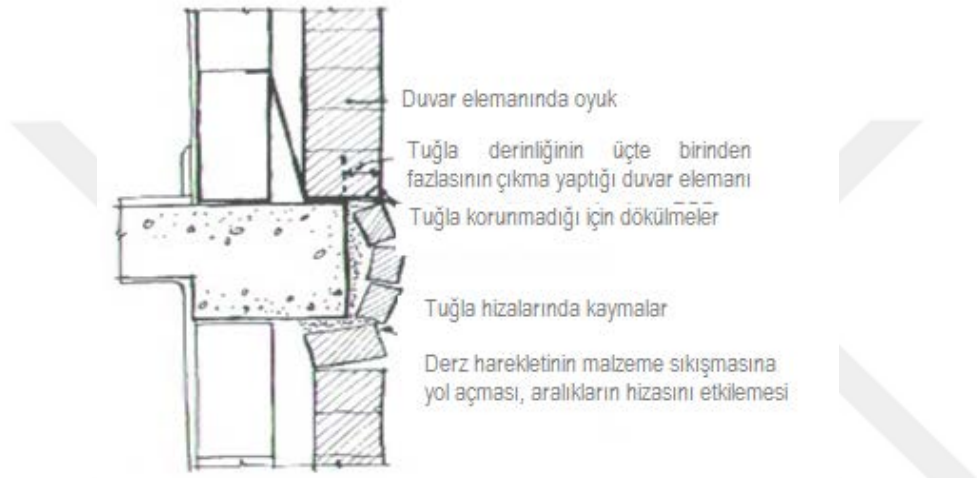 Duvar elemanında oyuk
Tuğla derinliğinin üçte birinden
fazlasının çıkma yaptığı duvar elemanı
Tuğla korunmadığı için dökülmeler
Tuğla hizalarında kaymalar
Derz harekletinin malzeme sıkışmasına
yol açması, aralıkların hizasını etkilemesi